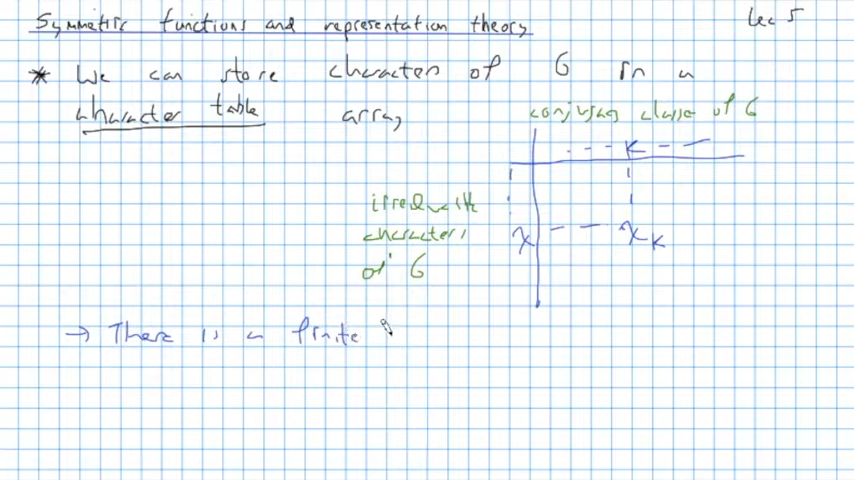 Symmetric functions and representation theory
Lec 5
* We can store characters of G in a
character table array
conjugacy classes of G
- - K - -
irreducible
characters
of G
χ - - χ_K
→ There is a finite